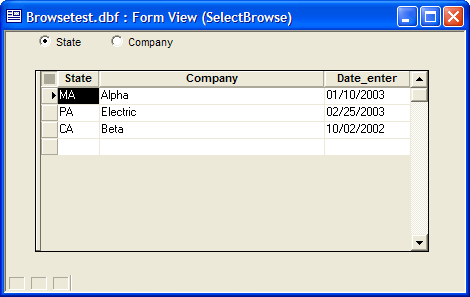 Browsetest.dbf : Form View (SelectBrowse)
State Company
State Company Date_enter
MA Alpha 01/10/2003
PA Electric 02/25/2003
CA Beta 10/02/2002